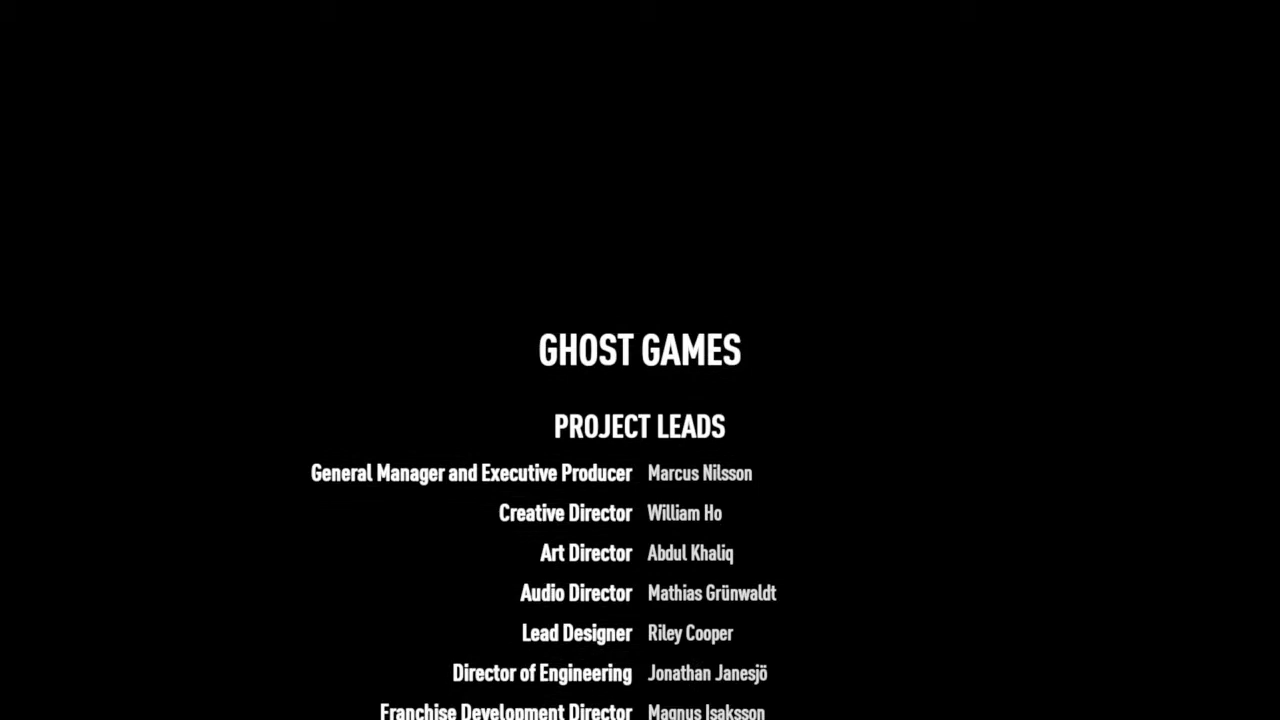 GHOST GAMES
PROJECT LEADS
General Manager and Executive Producer Marcus Nilsson
Creative Director William Ho
Art Director Abdul Khaliq
Audio Director Mathias Grünwaldt
Lead Designer Riley Cooper
Director of Engineering Jonathan Janesjö
Franchise Development Director Magnus Isaksson